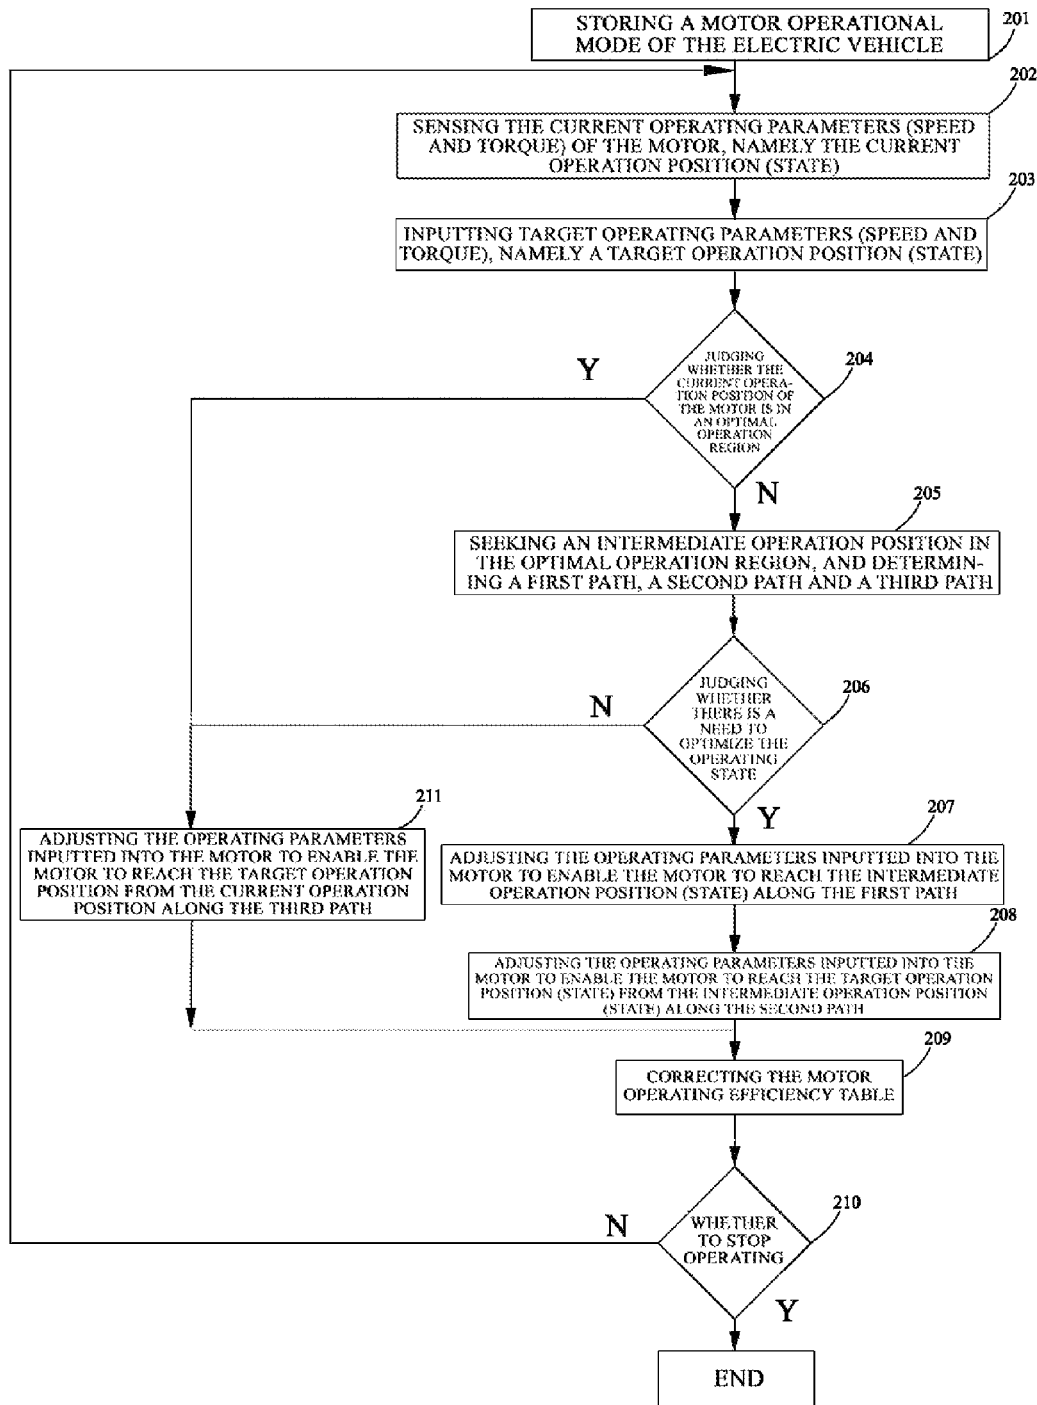 STORING A MOTOR OPERATIONAL
MODE OF THE ELECTRIC VEHICLE
201
202
SENSING THE CURRENT OPERATING PARAMETERS (SPEED
AND TORQUE) OF THE MOTOR, NAMELY THE CURRENT
OPERATION POSITION (STATE)
203
INPUTTING TARGET OPERATING PARAMETERS (SPEED AND
TORQUE), NAMELY A TARGET OPERATION POSITION (STATE)
JUDGING
WHETHER THE
CURRENT OPERA-
TION POSITION OF
THE MOTOR IS IN
AN OPTIMAL
OPERATION
REGION
204
Y
N
205
SEEKING AN INTERMEDIATE OPERATION POSITION IN
THE OPTIMAL OPERATION REGION, AND DETERMIN-
ING A FIRST PATH, A SECOND PATH AND A THIRD PATH
JUDGING
WHETHER
THERE IS A
NEED TO
OPTIMIZE THE
OPERATING
STATE
206
N
Y
211
ADJUSTING THE OPERATING PARAMETERS
INPUTTED INTO THE MOTOR TO ENABLE THE
MOTOR TO REACH THE TARGET OPERATION
POSITION FROM THE CURRENT OPERATION
POSITION ALONG THE THIRD PATH
207
ADJUSTING THE OPERATING PARAMETERS INPUTTED INTO THE
MOTOR TO ENABLE THE MOTOR TO REACH THE INTERMEDIATE
OPERATION POSITION (STATE) ALONG THE FIRST PATH
208
ADJUSTING THE OPERATING PARAMETERS INPUTTED INTO THE
MOTOR TO ENABLE THE MOTOR TO REACH THE TARGET OPERATION
POSITION (STATE) FROM THE INTERMEDIATE OPERATION POSITION
(STATE) ALONG THE SECOND PATH
209
CORRECTING THE MOTOR
OPERATING EFFICIENCY TABLE
WHETHER
TO STOP
OPERATING
210
N
Y
END